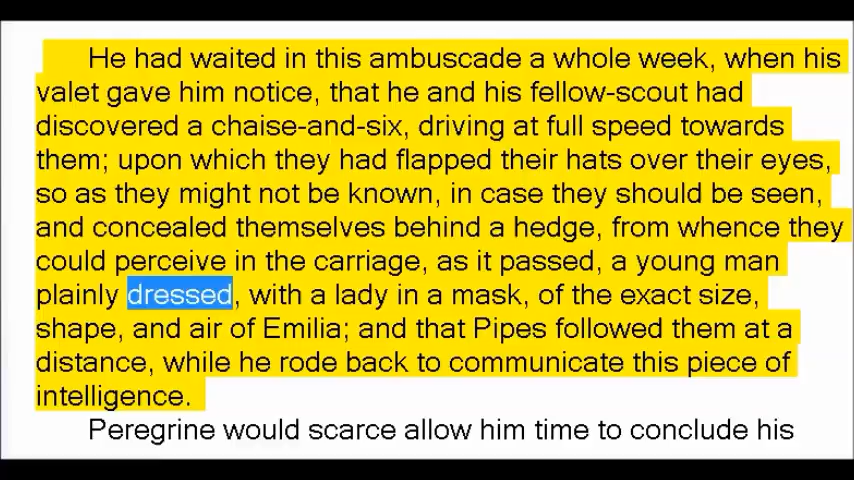 He had waited in this ambuscade a whole week, when his
valet gave him notice, that he and his fellow-scout had
discovered a chaise-and-six, driving at full speed towards
them; upon which they had flapped their hats over their eyes,
so as they might not be known, in case they should be seen,
and concealed themselves behind a hedge, from whence they
could perceive in the carriage, as it passed, a young man
plainly dressed, with a lady in a mask, of the exact size,
shape, and air of Emilia; and that Pipes followed them at a
distance, while he rode back to communicate this piece of
intelligence.
Peregrine would scarce allow him time to conclude his